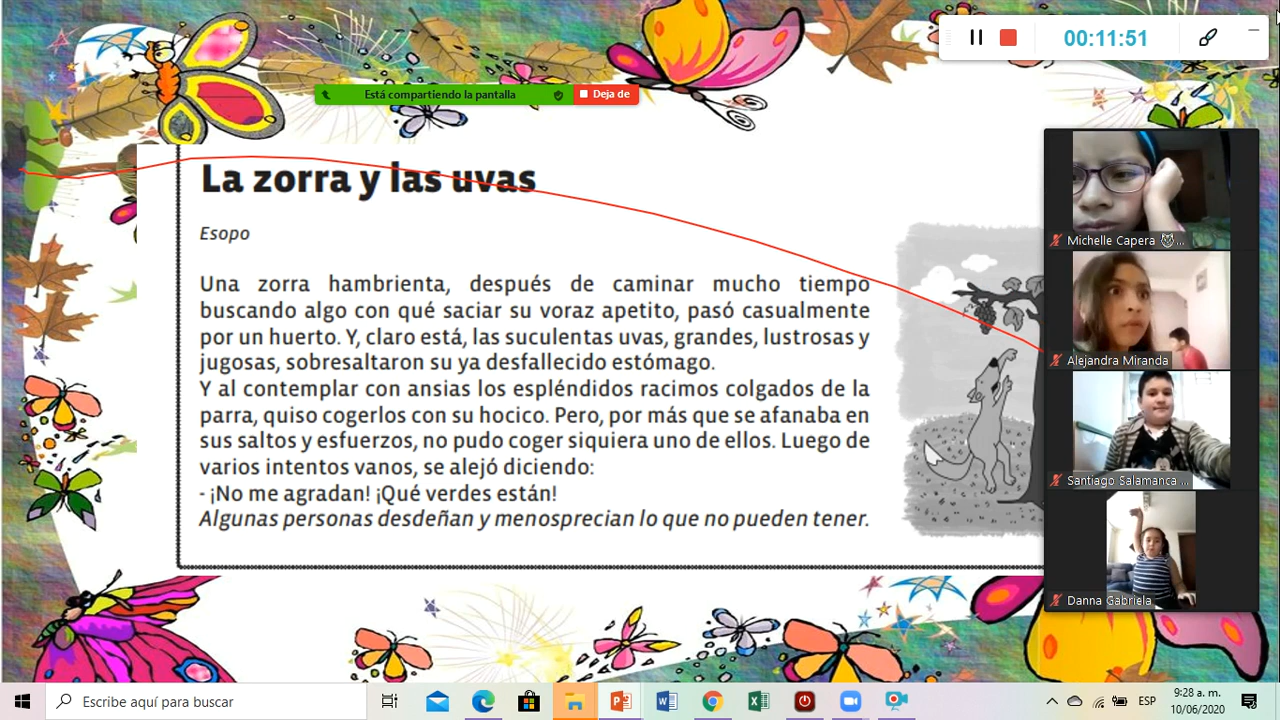 00:11:51
Está compartiendo la pantalla
Deja de
La zorra y las uvas
Esopo
Una zorra hambrienta, después de caminar mucho tiempo
buscando algo con qué saciar su voraz apetito, pasó casualmente
por un huerto. Y, claro está, las suculentas uvas, grandes, lustrosas y
jugosas, sobresaltaron su ya desfallecido estómago.
Y al contemplar con ansias los espléndidos racimos colgados de la
parra, quiso cogerlos con su hocico. Pero, por más que se afanaba en
sus saltos y esfuerzos, no pudo coger siquiera uno de ellos. Luego de
varios intentos vanos, se alejó diciendo:
- ¡No me agradan! ¡Qué verdes están!
Algunas personas desdeñan y menosprecian lo que no pueden tener.
Michelle Capera 🐱...
Alejandra Miranda
Santiago Salamanca ...
Danna Gabriela
Escribe aquí para buscar
ESP
9:28 a. m.
10/06/2020